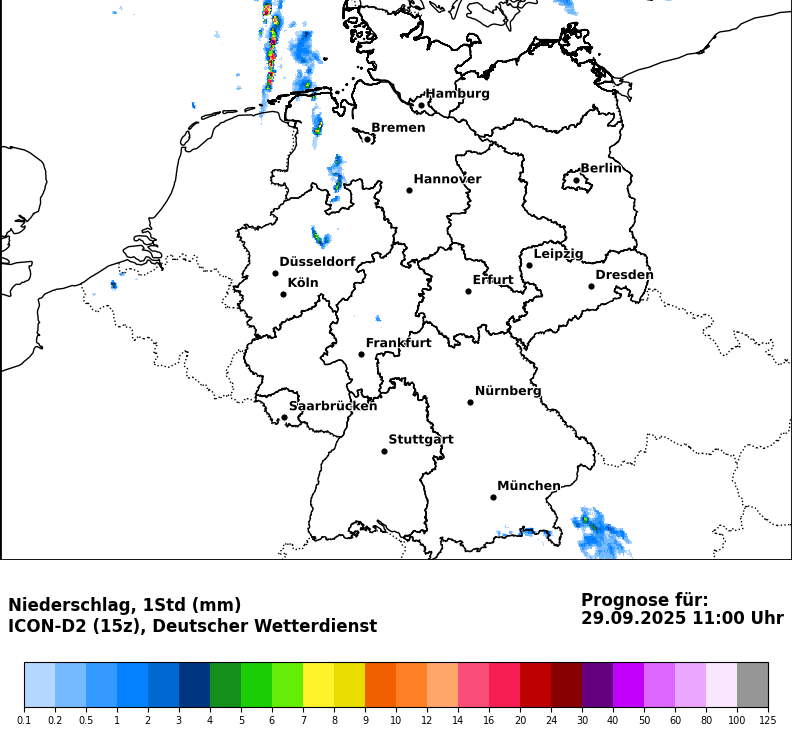 Hamburg
Bremen
Berlin
Hannover
Leipzig
Düsseldorf
Dresden
Köln
Erfurt
Frankfurt
Nürnberg
Saarbrücken
Stuttgart
München
Niederschlag, 1Std (mm)
ICON-D2 (15z), Deutscher Wetterdienst
Prognose für:
29.09.2025 11:00 Uhr
0.1 0.2 0.5 1 2 3 4 5 6 7 8 9 10 12 14 16 20 24 30 40 50 60 80 100 125